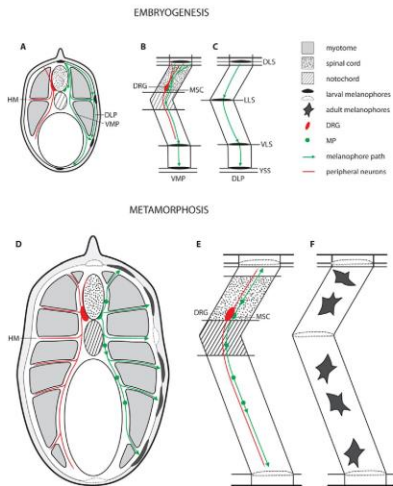 EMBRYOGENESIS
A
B
C
HM
DLP
VMP
DRG
MSC
DLS
LLS
VLS
YSS
VMP
DLP
myotome
spinal cord
notochord
larval melanophores
adult melanophores
DRG
MP
melanophore path
peripheral neurons
METAMORPHOSIS
D
E
F
HM
DRG
MSC